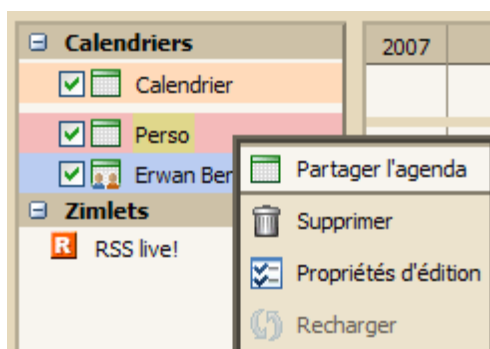 Calendriers
2007
Calendrier
Perso
Erwan Ber
Partager l'agenda
Supprimer
Propriétés d'édition
Recharger
Zimlets
R RSS live!